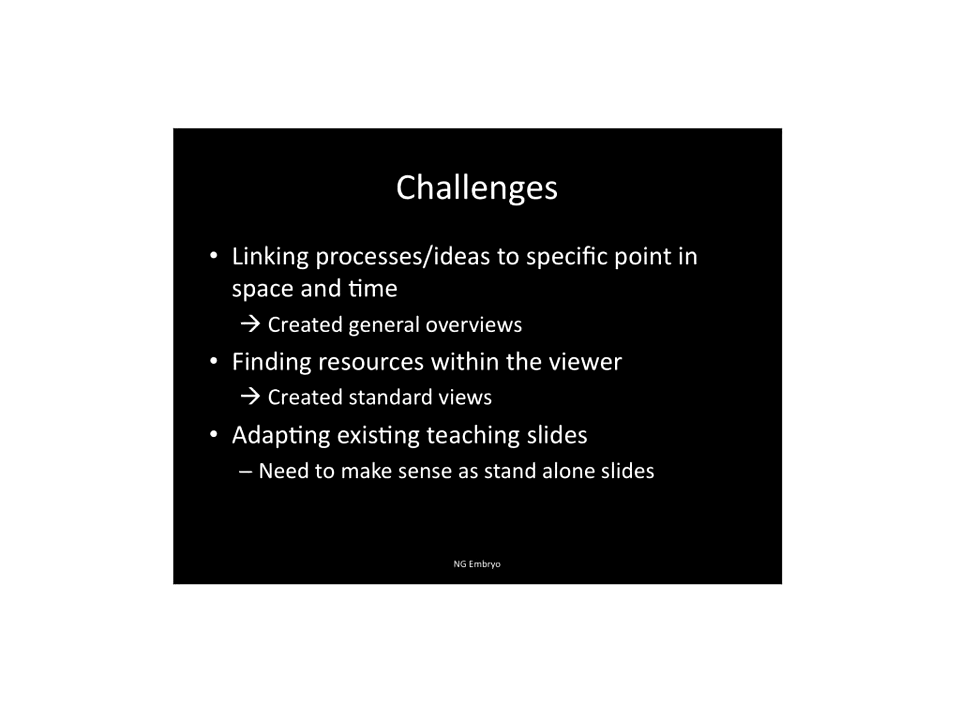 Challenges
• Linking processes/ideas to specific point in
space and time
→ Created general overviews
• Finding resources within the viewer
→ Created standard views
• Adapting existing teaching slides
– Need to make sense as stand alone slides
NG Embryo